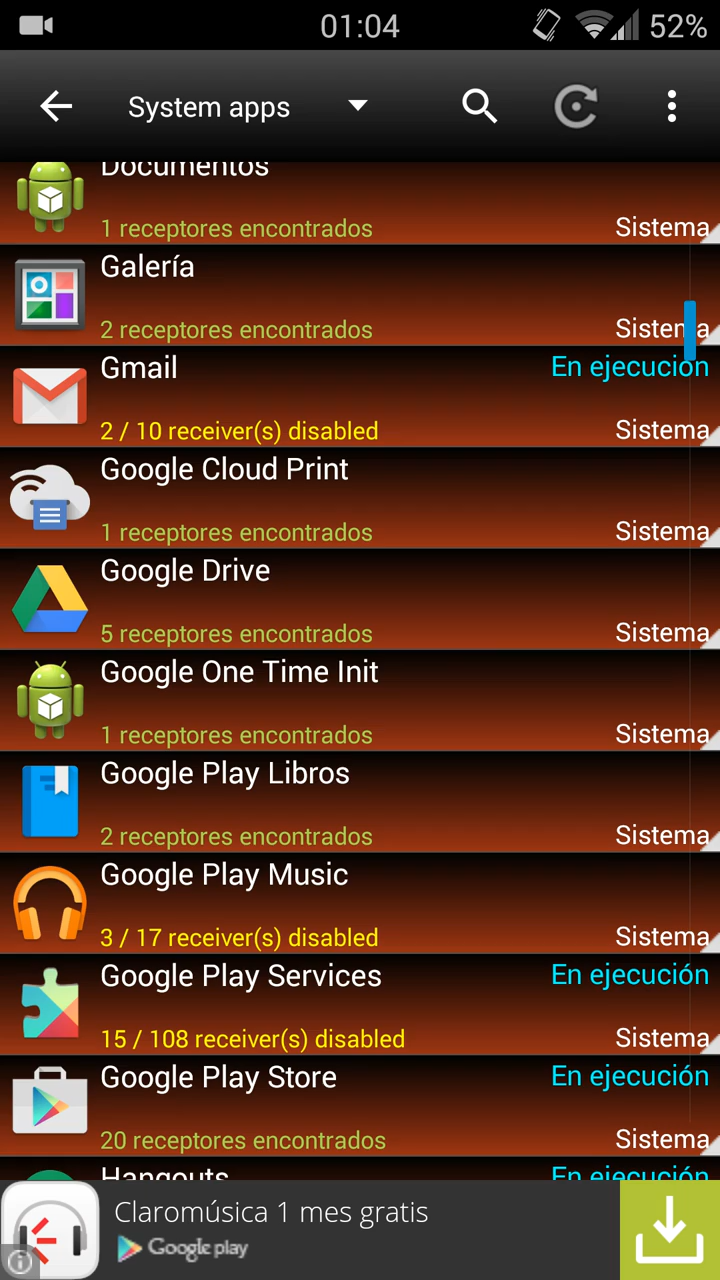 01:04
52%
System apps
Documentos
1 receptores encontrados
Sistema
Galería
2 receptores encontrados
Sistema
Gmail
En ejecución
2 / 10 receiver(s) disabled
Sistema
Google Cloud Print
1 receptores encontrados
Sistema
Google Drive
5 receptores encontrados
Sistema
Google One Time Init
1 receptores encontrados
Sistema
Google Play Libros
2 receptores encontrados
Sistema
Google Play Music
3 / 17 receiver(s) disabled
Sistema
Google Play Services
En ejecución
15 / 108 receiver(s) disabled
Sistema
Google Play Store
En ejecución
20 receptores encontrados
Sistema
Hangouts
En ejecución
Claromúsica 1 mes gratis
Google play